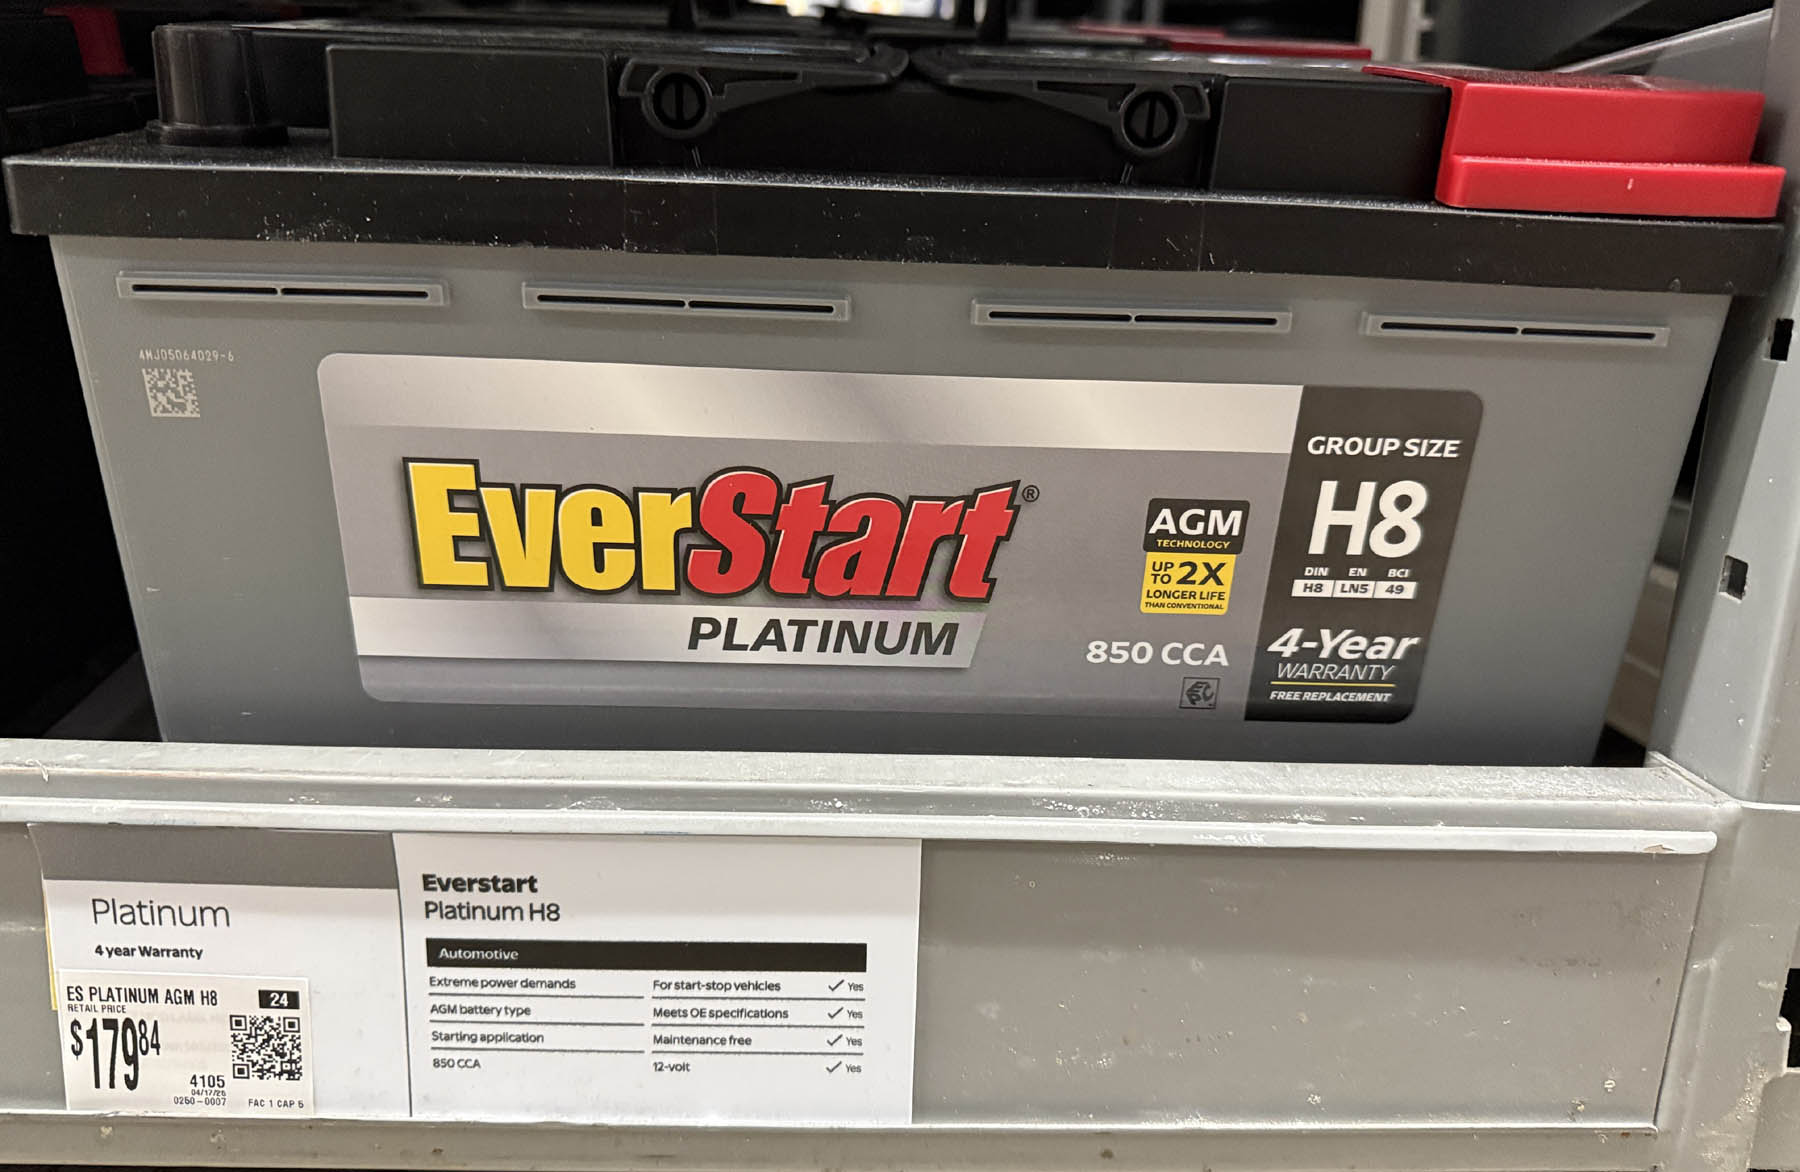 4MJ05064029-6
EverStart®
PLATINUM
AGM
TECHNOLOGY
UP TO 2X
LONGER LIFE
THAN CONVENTIONAL
850 CCA
GROUP SIZE
H8
DIN EN BCI
H8 LN5 49
4-Year
WARRANTY
FREE REPLACEMENT
Platinum
4 year Warranty
ES PLATINUM AGM H8 24
RETAIL PRICE
$179.84
4105
04/17/26
0260-0007 FAC 1 CAP 5
Everstart
Platinum H8
Automotive
Extreme power demands
AGM battery type
Starting application
850 CCA
For start-stop vehicles Yes
Meets OE specifications Yes
Maintenance free Yes
12-volt Yes